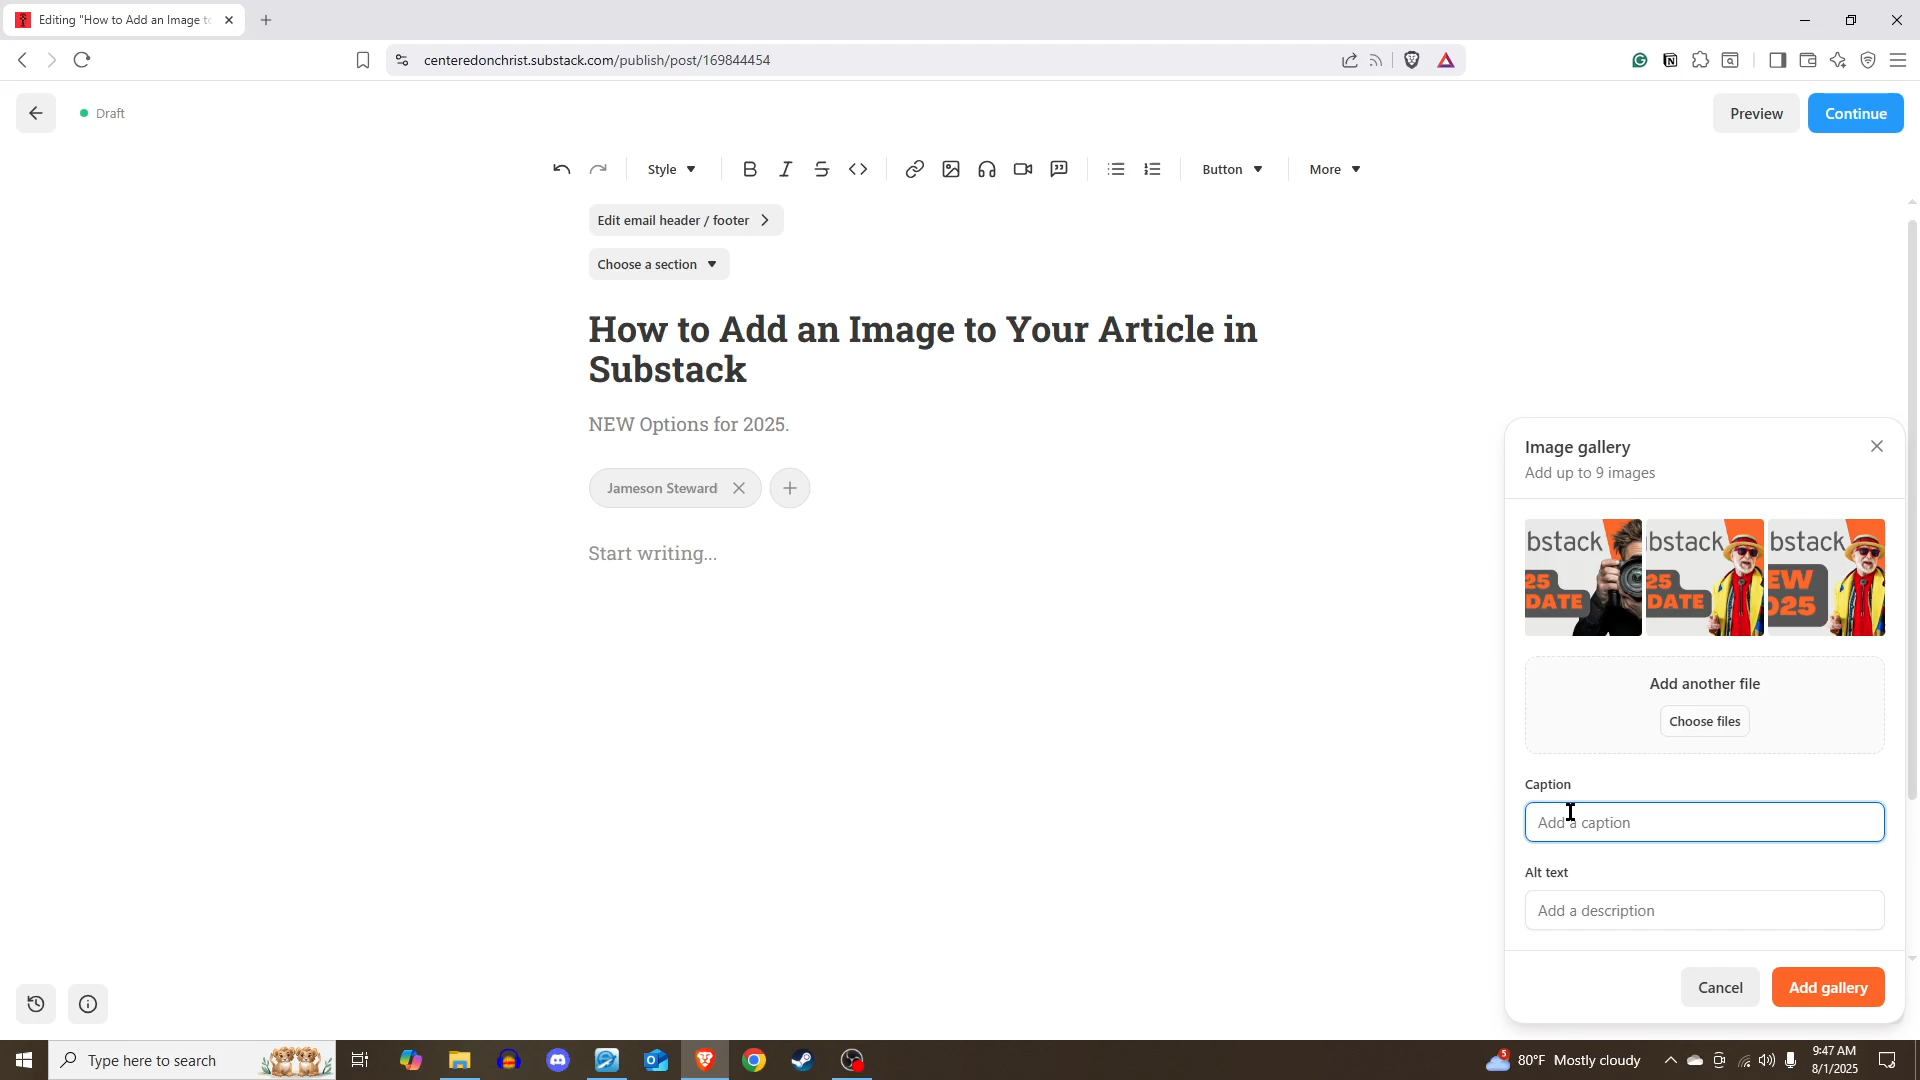 Editing "How to Add an Image to
centeredonchrist.substack.com/publish/post/169844454
Draft
Preview
Continue
Style
Button
More
Edit email header / footer
Choose a section
How to Add an Image to Your Article in
Substack
NEW Options for 2025.
Jameson Steward
Start writing...
Image gallery
Add up to 9 images
bstack
25
DATE
ubstack
25
DATE
bstack
EW
025
Add another file
Choose files
Caption
Add a caption
Alt text
Add a description
Cancel
Add gallery
Type here to search
5
80°F Mostly cloudy
9:47 AM
8/1/2025